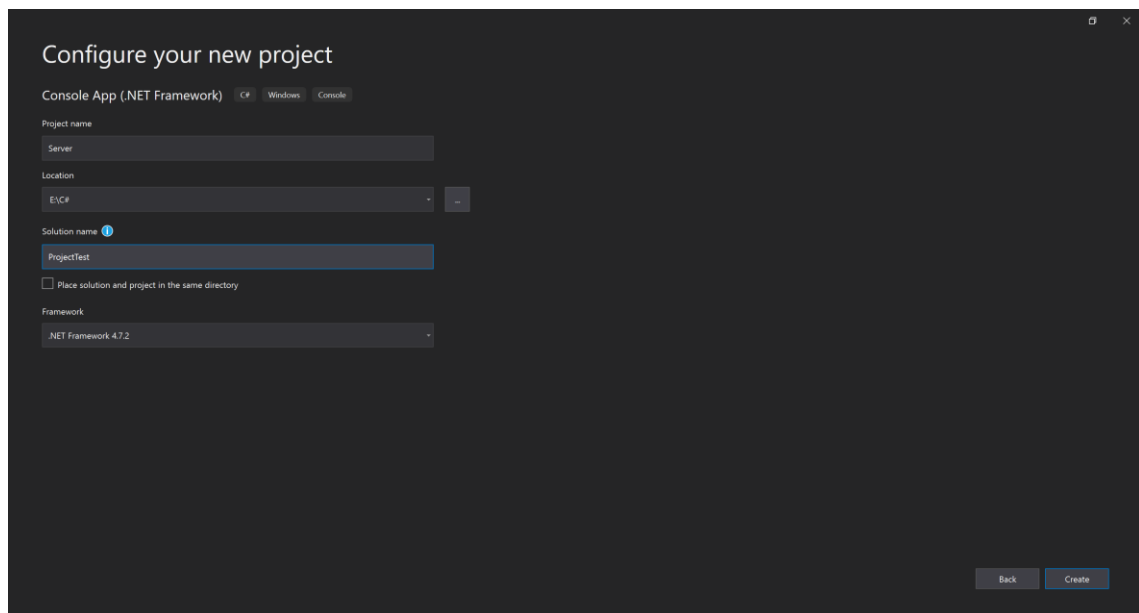 Configure your new project
Console App (.NET Framework) C# Windows Console
Project name
Server
Location
E:\C#
...
Solution name
ProjectTest
Place solution and project in the same directory
Framework
.NET Framework 4.7.2
Back Create